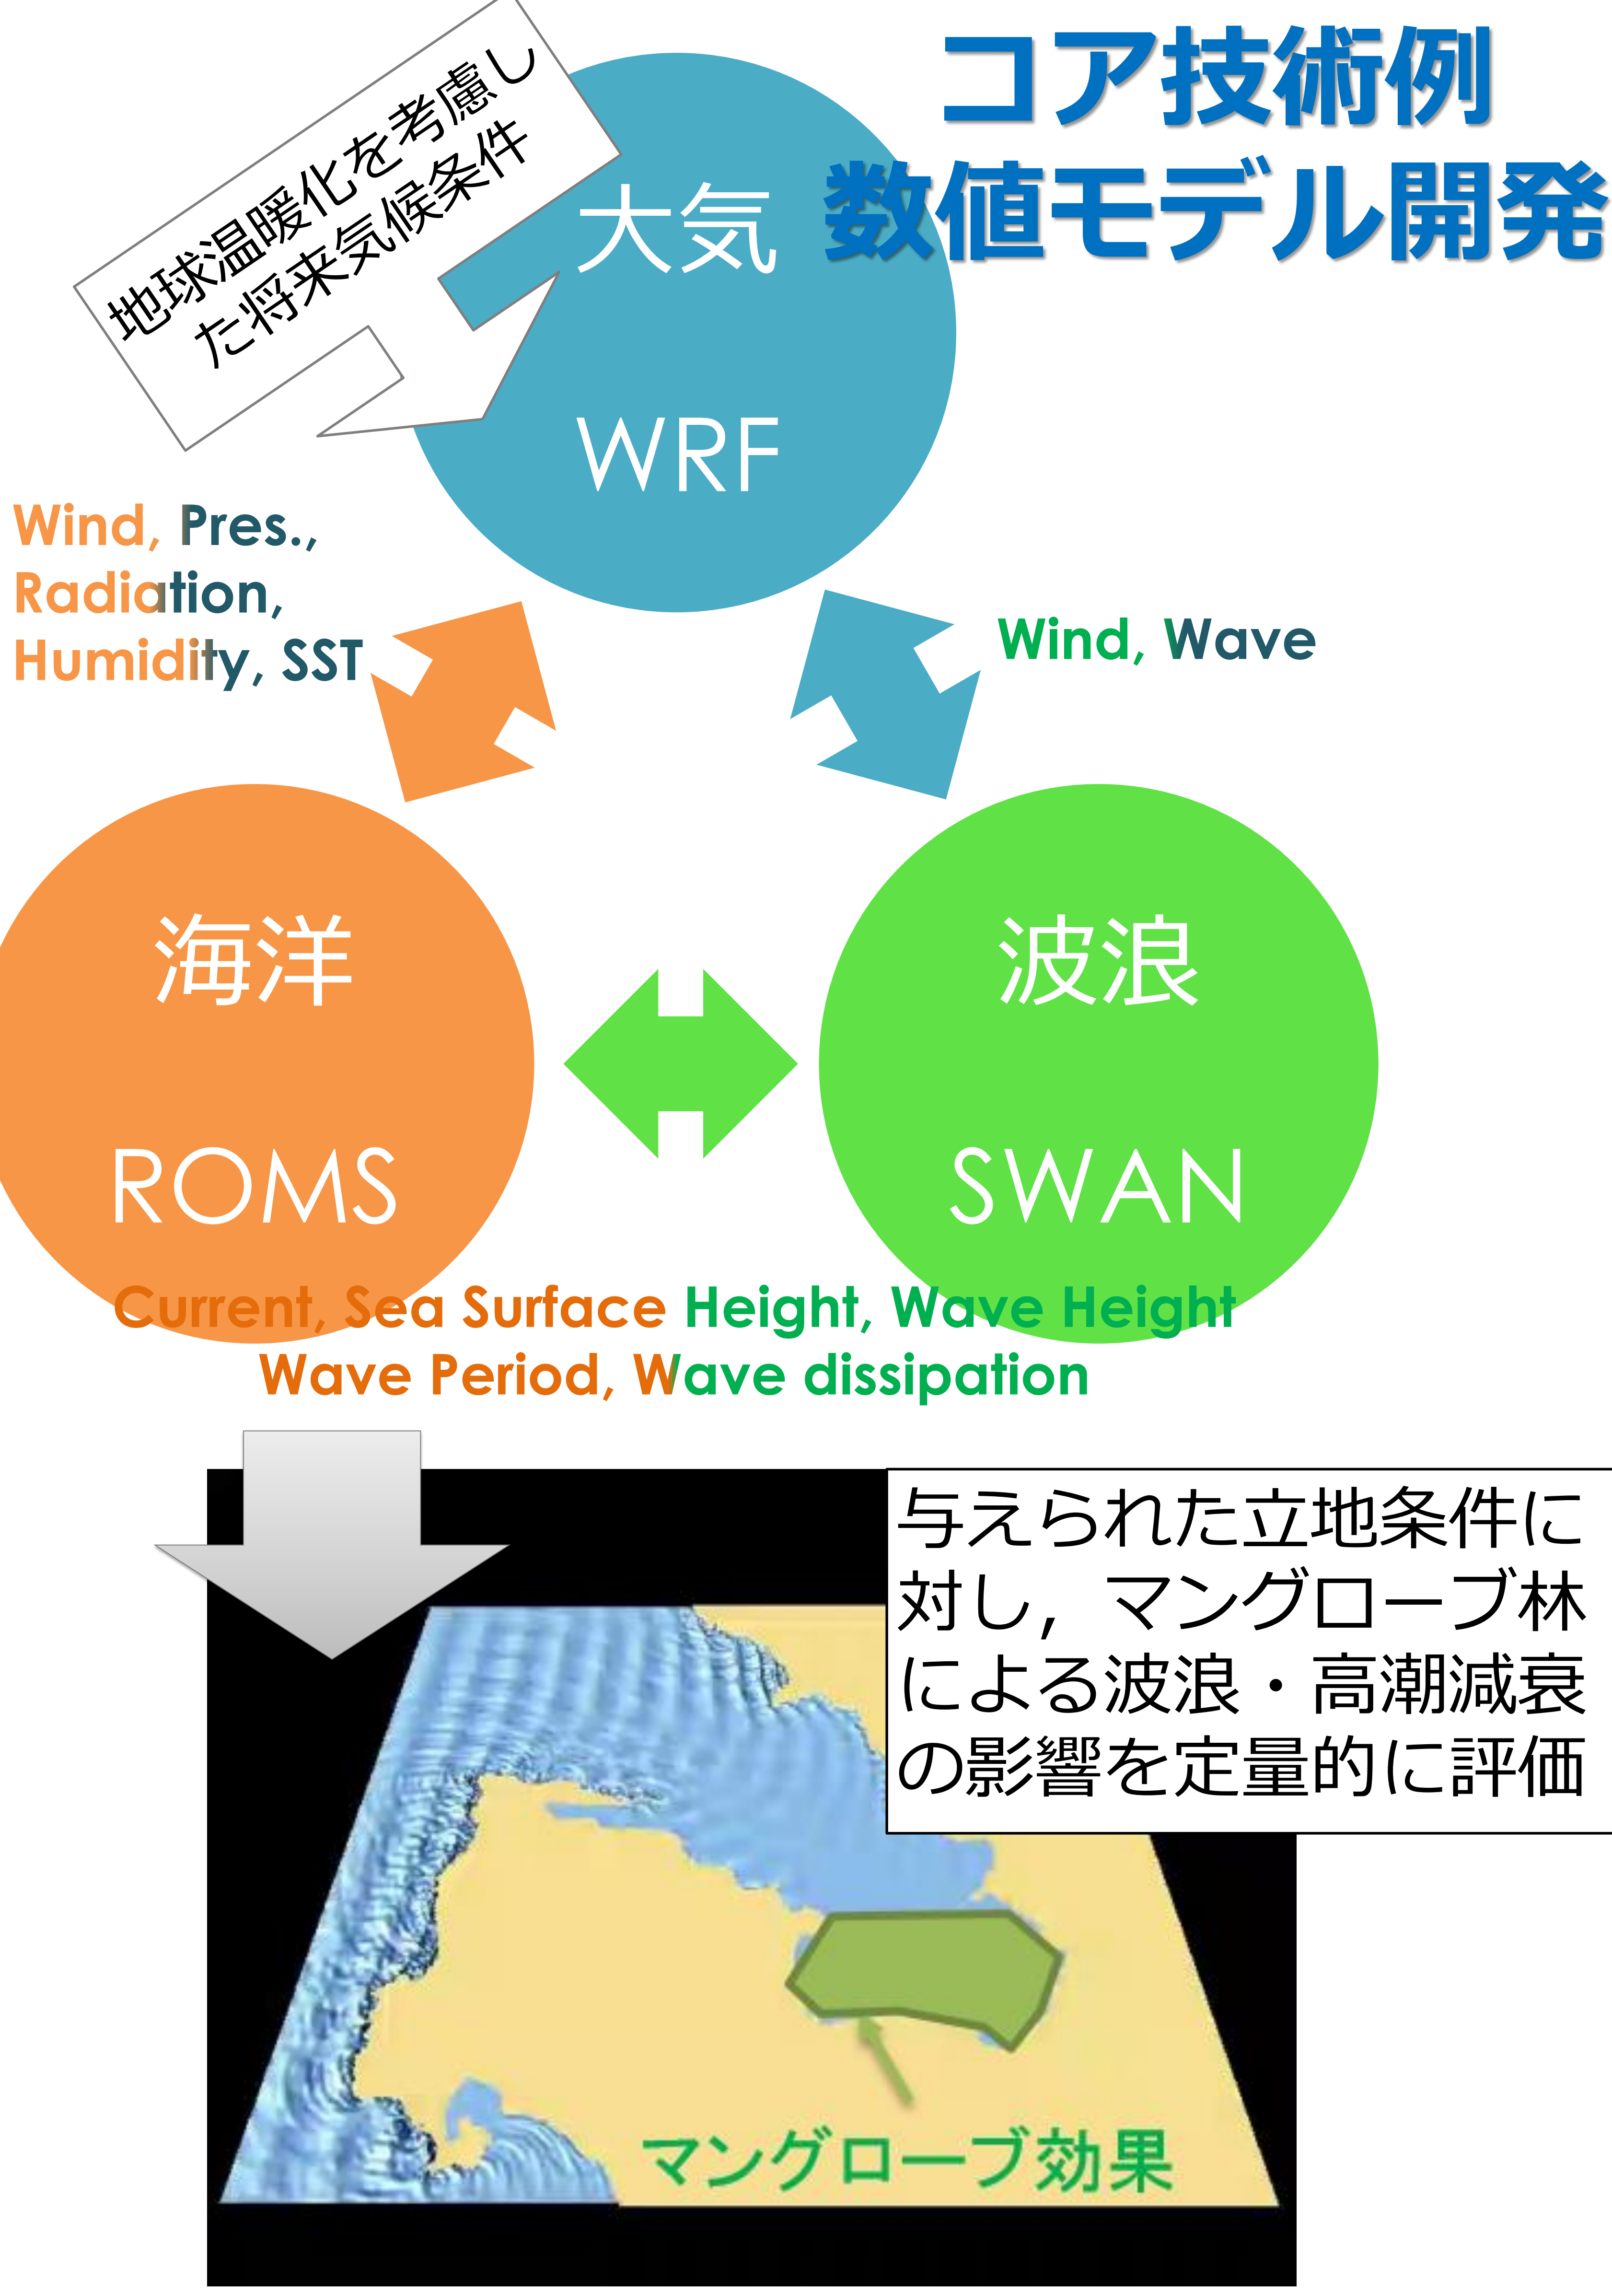 コア技術例
数値モデル開発
地球温暖化を考慮し
た将来気候条件
大気
WRF
Wind, Pres.,
Radiation,
Humidity, SST
Wind, Wave
海洋
ROMS
波浪
SWAN
Current, Sea Surface Height, Wave Height
Wave Period, Wave dissipation
与えられた立地条件に
対し，マングローブ林
による波浪・高潮減衰
の影響を定量的に評価
マングローブ効果